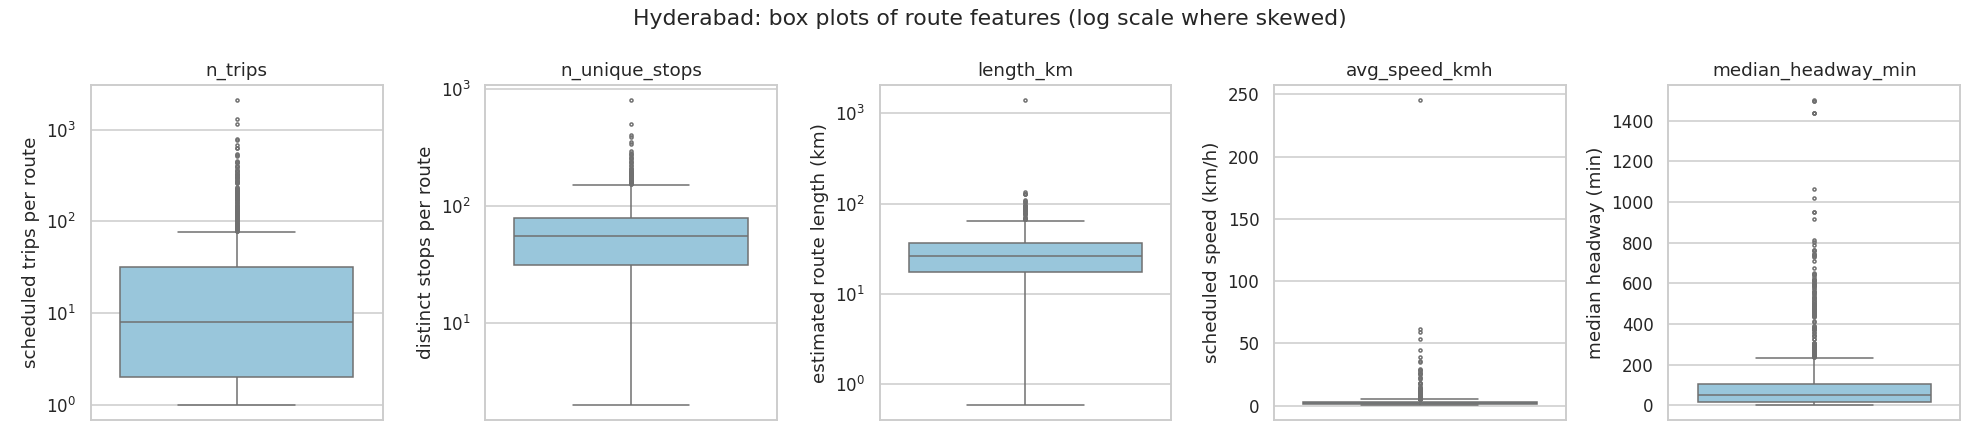 Hyderabad: box plots of route features (log scale where skewed)
n_trips
scheduled trips per route
10³
10²
10¹
10⁰
n_unique_stops
distinct stops per route
10³
10²
10¹
length_km
estimated route length (km)
10³
10²
10¹
10⁰
avg_speed_kmh
scheduled speed (km/h)
250
200
150
100
50
0
median_headway_min
median headway (min)
1400
1200
1000
800
600
400
200
0